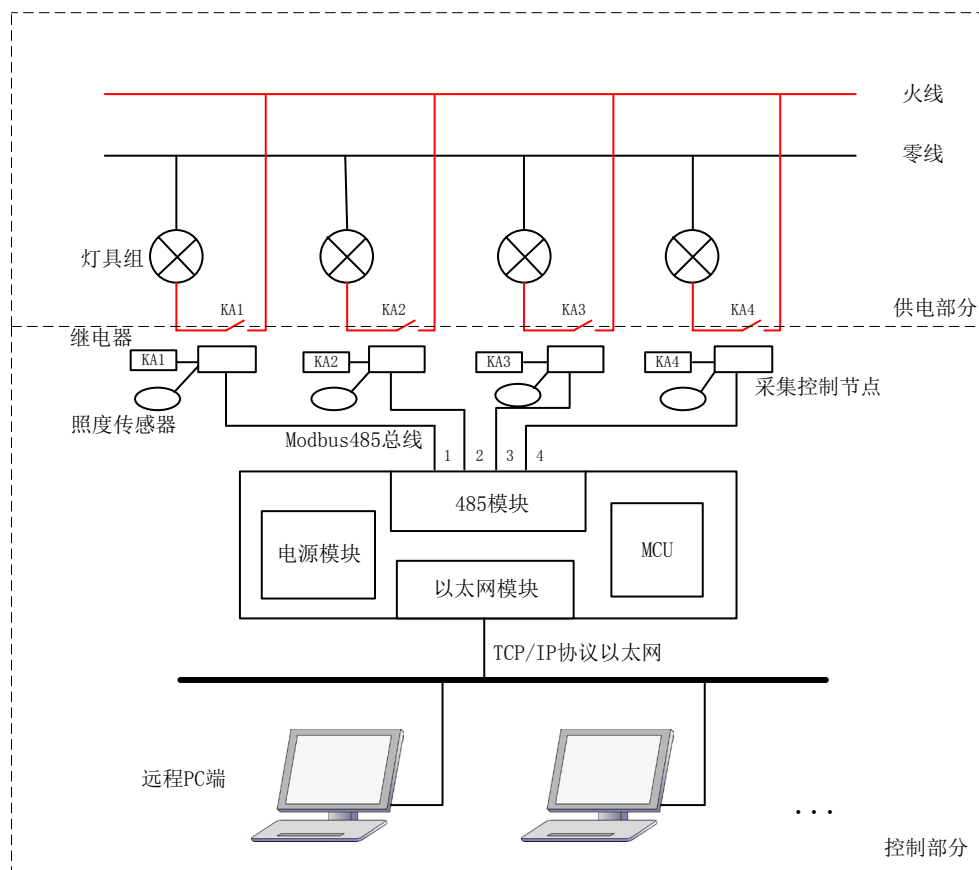 火线
零线
灯具组
KA1
KA2
KA3
KA4
供电部分
继电器
KA1
KA2
KA3
KA4
采集控制节点
照度传感器
Modbus485总线
1
2
3
4
485模块
电源模块
MCU
以太网模块
TCP/IP协议以太网
远程PC端
...
控制部分